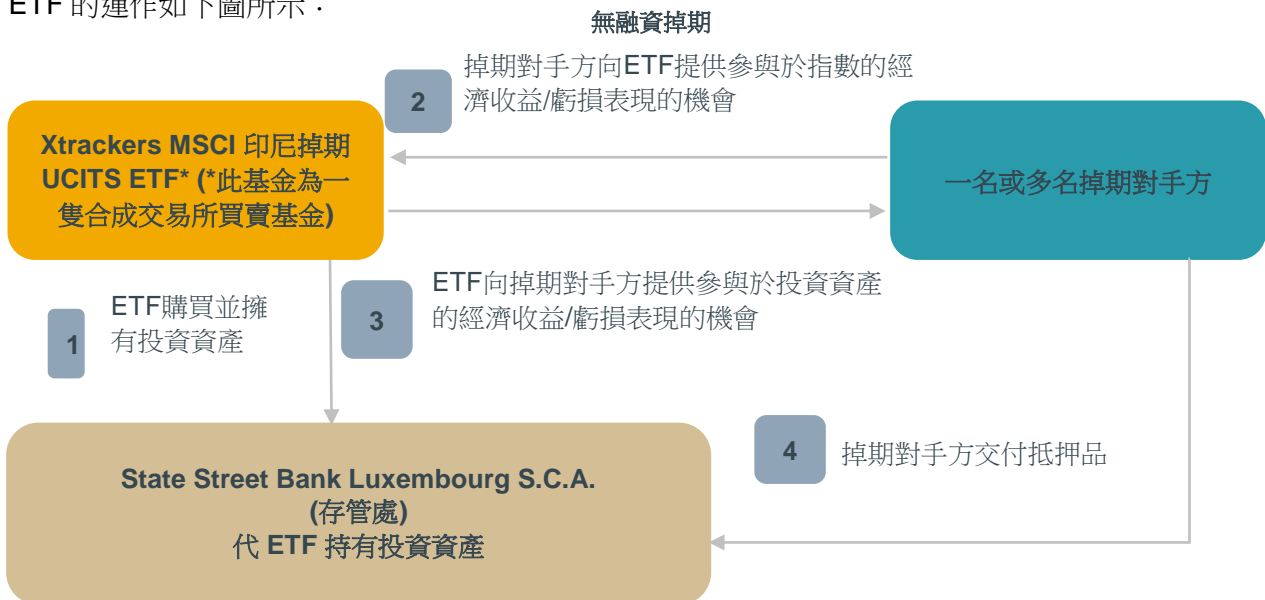 ETF 的運作如下圖所示：
無融資掉期
掉期對手方向ETF提供參與於指數的經
濟收益/虧損表現的機會
2
Xtrackers MSCI 印尼掉期
UCITS ETF* (*此基金為一
隻合成交易所買賣基金)
一名或多名掉期對手方
ETF購買並擁
有投資資產
1
3
ETF向掉期對手方提供參與於投資資產
的經濟收益/虧損表現的機會
4
掉期對手方交付抵押品
State Street Bank Luxembourg S.C.A.
(存管處)
代 ETF 持有投資資產